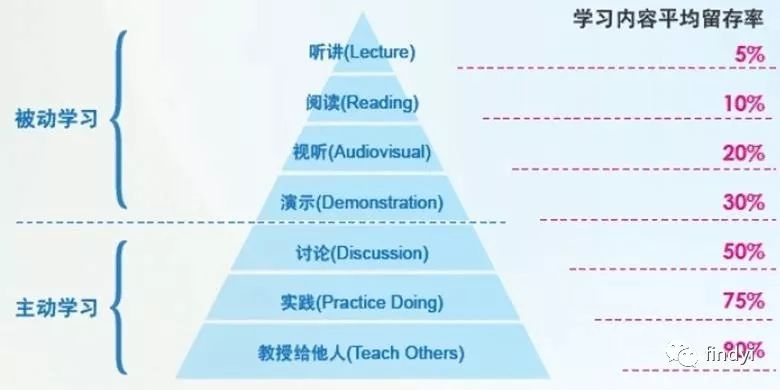 学习内容平均留存率
听讲(Lecture)
5%
阅读(Reading)
10%
被动学习
视听(Audiovisual)
20%
演示(Demonstration)
30%
讨论(Discussion)
50%
主动学习
实践(Practice Doing)
75%
教授给他人(Teach Others)
90%
findyi